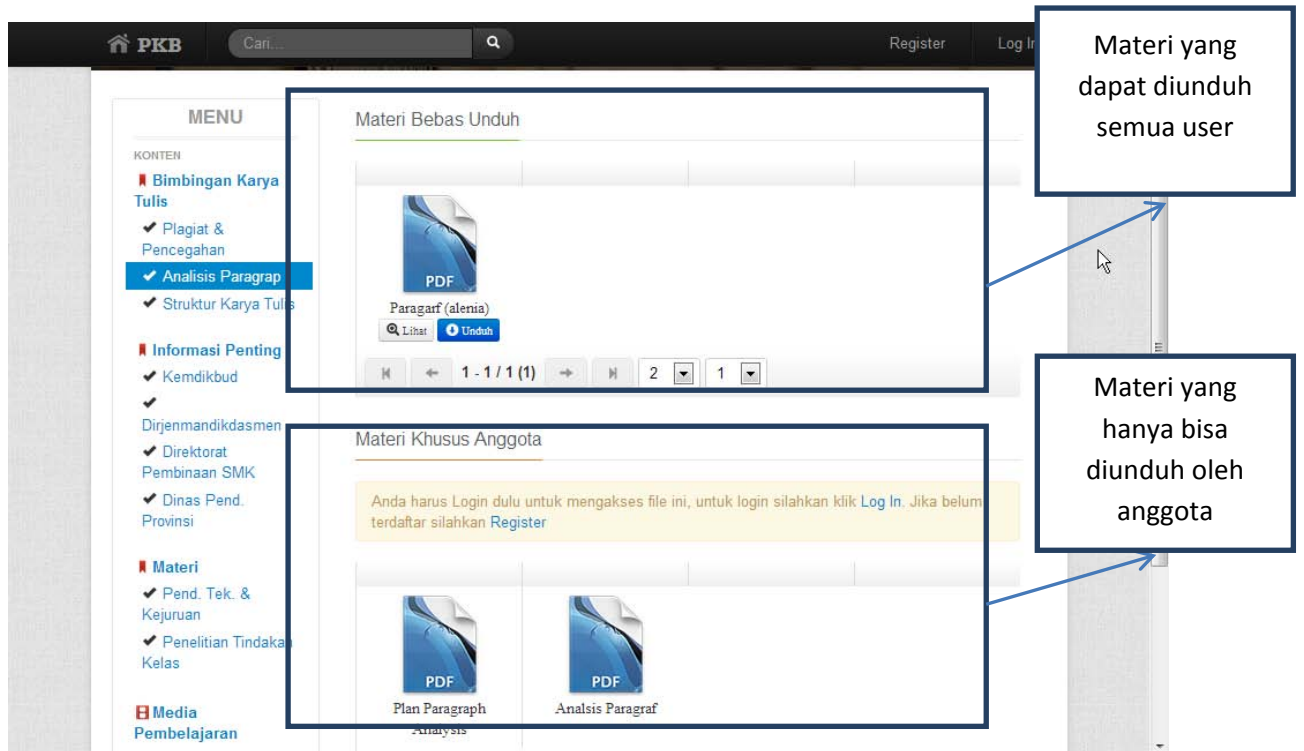 PKB
Cari...
Register
Log In
MENU
KONTEN
Bimbingan Karya
Tulis
Plagiat &
Pencegahan
Analisis Paragrap
Struktur Karya Tulis
Informasi Penting
Kemdikbud
Dirjenmandikdasmen
Direktorat
Pembinaan SMK
Dinas Pend.
Provinsi
Materi
Pend. Tek. &
Kejuruan
Penelitian Tindakan
Kelas
Media
Pembelajaran
Materi Bebas Unduh
PDF
Paragarf (alenia)
Lihat
Unduh
1 - 1 / 1 (1)
2
1
Materi Khusus Anggota
Anda harus Login dulu untuk mengakses file ini, untuk login silahkan klik Log In. Jika belum
terdaftar silahkan Register
PDF
Plan Paragraph
Analysis
PDF
Analsis Paragraf
Materi yang
dapat diunduh
semua user
Materi yang
hanya bisa
diunduh oleh
anggota